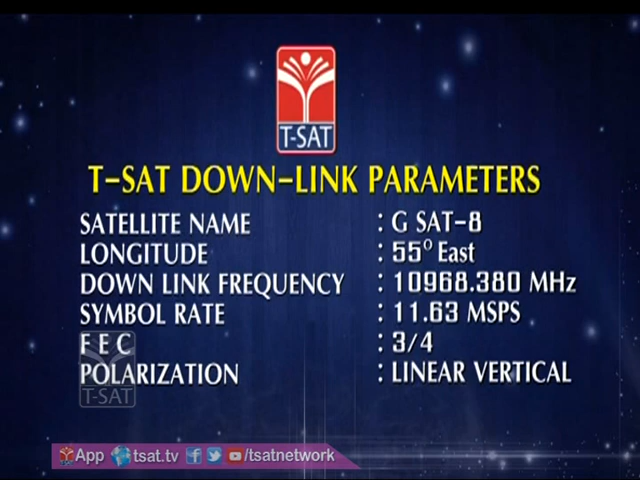 T-SAT
T-SAT DOWN-LINK PARAMETERS
SATELLITE NAME : G SAT-8
LONGITUDE : 55° East
DOWN LINK FREQUENCY : 10968.380 MHz
SYMBOL RATE : 11.63 MSPS
F E C : 3/4
POLARIZATION : LINEAR VERTICAL
T-SAT
App tsat.tv /tsatnetwork